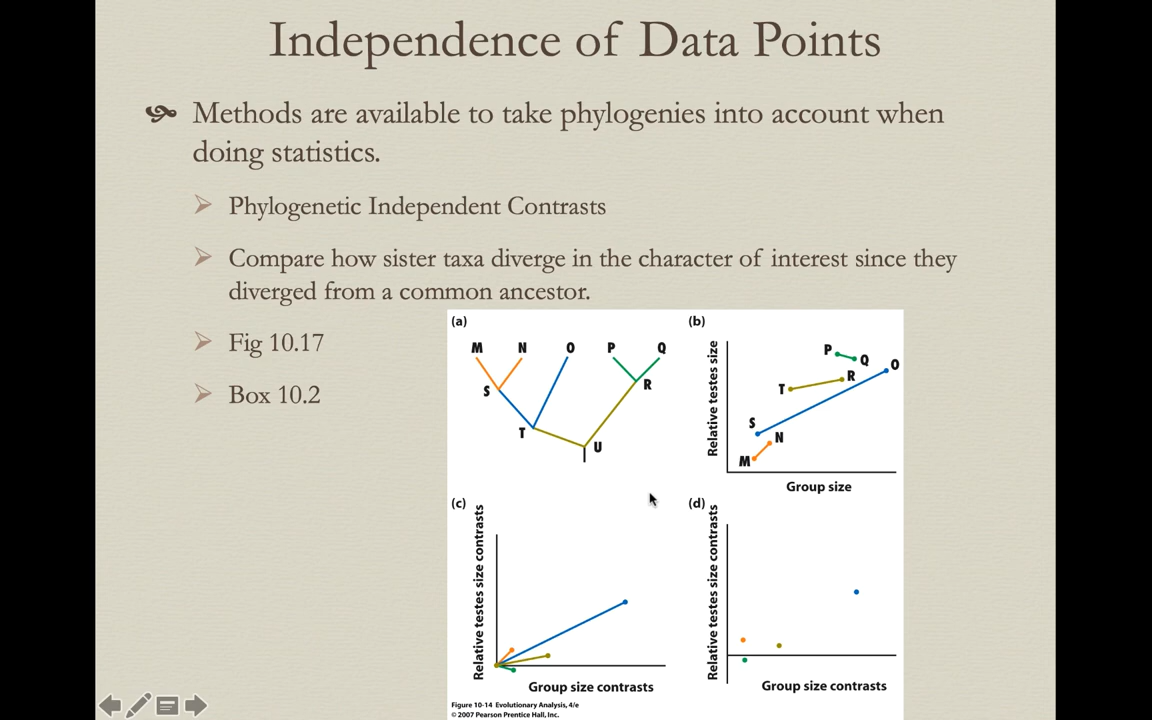 Independence of Data Points
Methods are available to take phylogenies into account when
doing statistics.
Phylogenetic Independent Contrasts
Compare how sister taxa diverge in the character of interest since they
diverged from a common ancestor.
Fig 10.17
Box 10.2
(a)
M N O P Q
S
R
T
U
(b)
Relative testes size
P
Q
O
T
R
S
N
M
Group size
(c)
Relative testes size contrasts
Group size contrasts
(d)
Relative testes size contrasts
Group size contrasts
Figure 10-14 Evolutionary Analysis, 4/e
© 2007 Pearson Prentice Hall, Inc.